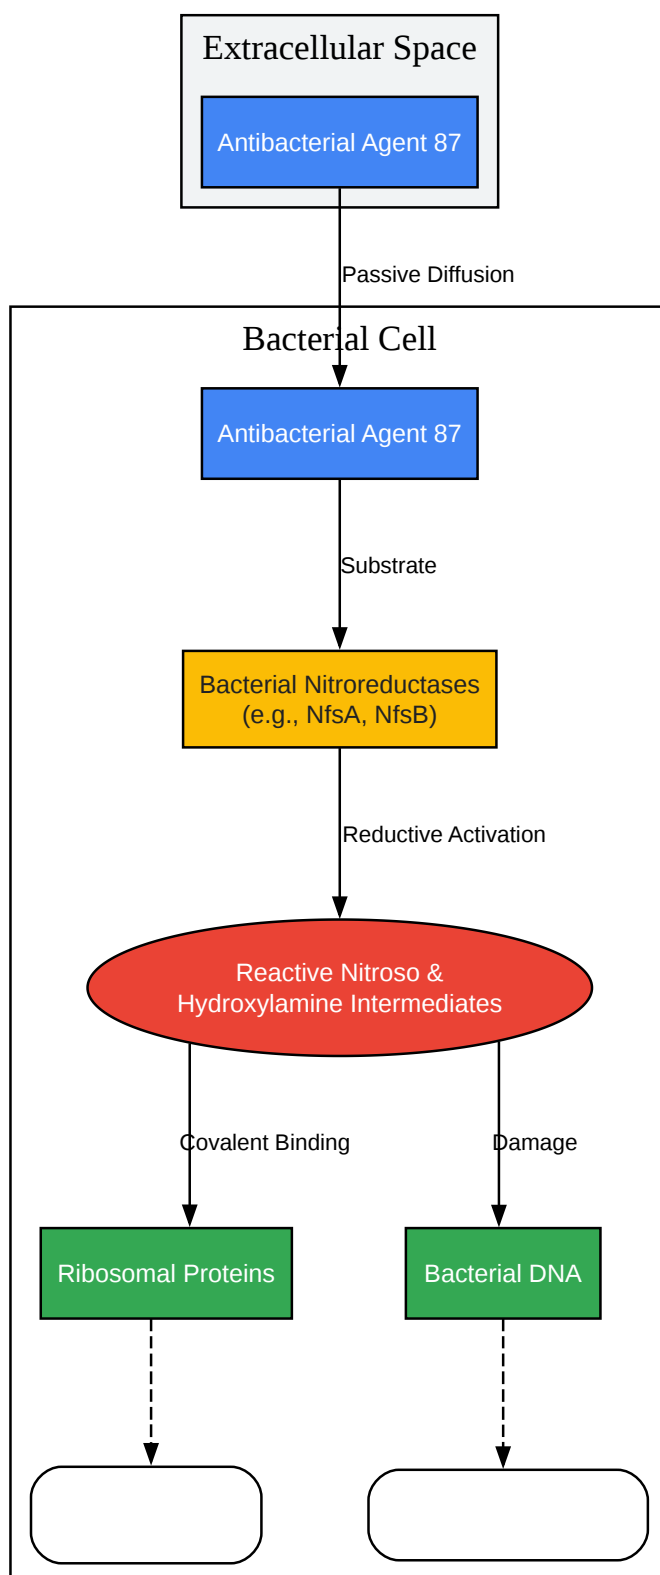 Extracellular Space
Antibacterial Agent 87
Passive Diffusion
Bacterial Cell
Antibacterial Agent 87
Substrate
Bacterial Nitroreductases
(e.g., NfsA, NfsB)
Reductive Activation
Reactive Nitroso &
Hydroxylamine Intermediates
Covalent Binding
Damage
Ribosomal Proteins
Bacterial DNA